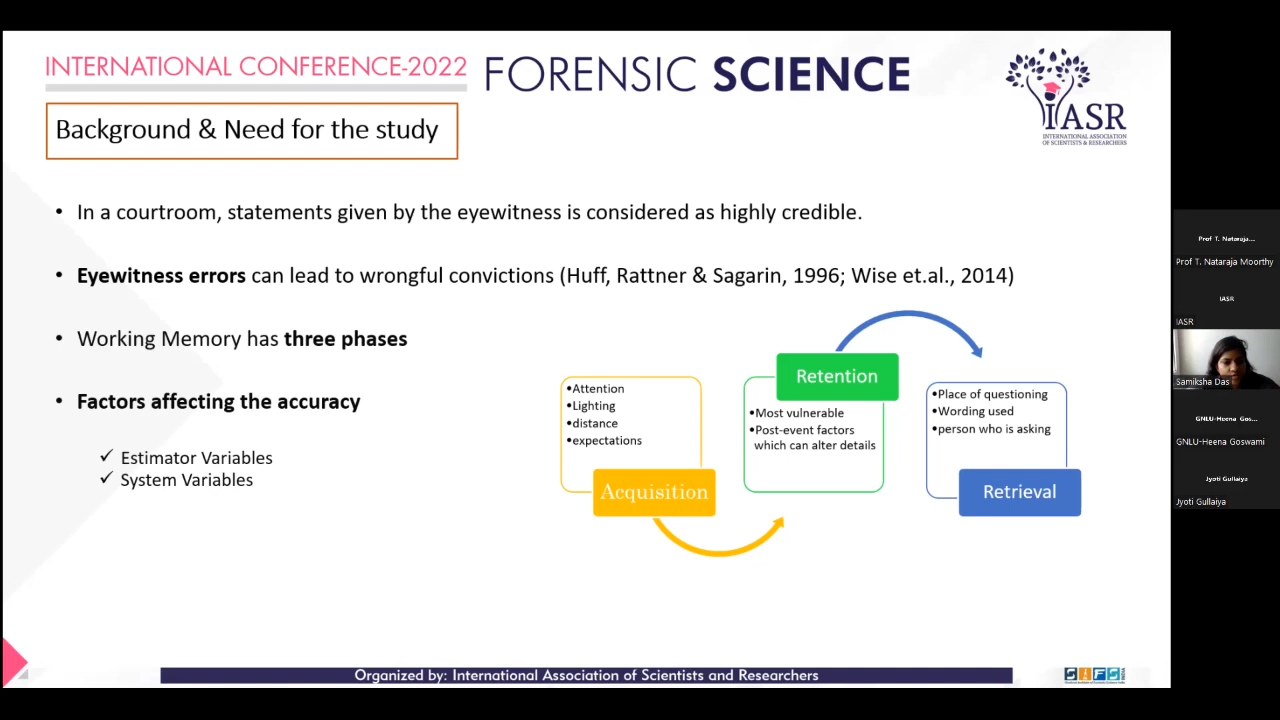 INTERNATIONAL CONFERENCE-2022
FORENSIC SCIENCE
IASR
INTERNATIONAL ASSOCIATION
OF SCIENTISTS & RESEARCHERS
Background & Need for the study
• In a courtroom, statements given by the eyewitness is considered as highly credible.
• Eyewitness errors can lead to wrongful convictions (Huff, Rattner & Sagarin, 1996; Wise et.al., 2014)
• Working Memory has three phases
• Factors affecting the accuracy
✓ Estimator Variables
✓ System Variables
•Attention
•Lighting
•distance
•expectations
Acquisition
Retention
•Most vulnerable
•Post-event factors
which can alter details
•Place of questioning
•Wording used
•person who is asking
Retrieval
Organized by: International Association of Scientists and Researchers
SIFS
INDIA
Prof T. Nataraja...
Prof T. Nataraja Moorthy
IASR
IASR
Samiksha Das
GNLU-Heena Gos...
GNLU-Heena Goswami
Jyoti Gullaiya
Jyoti Gullaiya